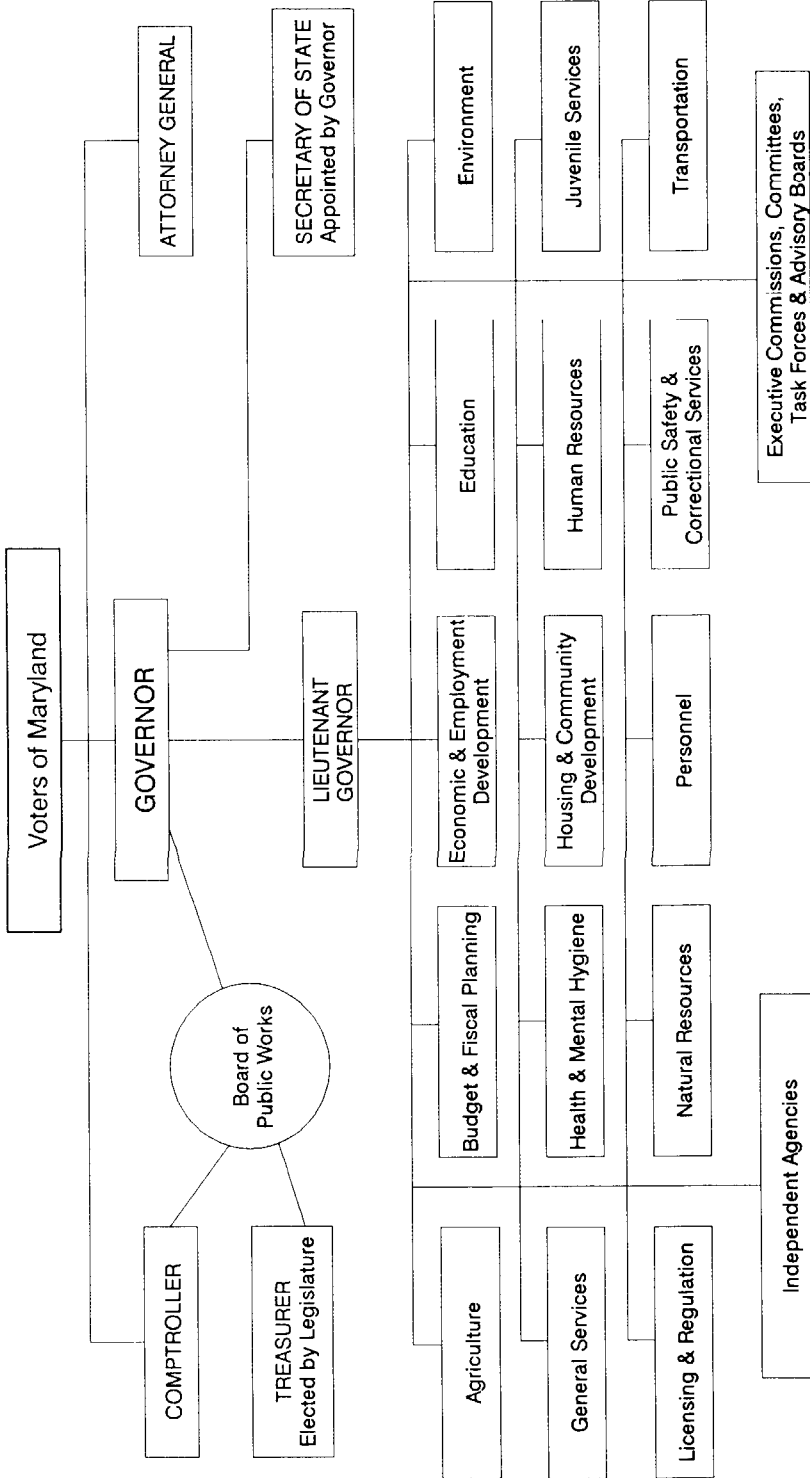 Voters of Maryland
COMPTROLLER
GOVERNOR
ATTORNEY GENERAL
Board of
Public Works
TREASURER
Elected by Legislature
LIEUTENANT
GOVERNOR
SECRETARY OF STATE
Appointed by Governor
Agriculture
Budget & Fiscal Planning
Economic & Employment
Development
Education
Environment
General Services
Health & Mental Hygiene
Housing & Community
Development
Human Resources
Juvenile Services
Licensing & Regulation
Natural Resources
Personnel
Public Safety &
Correctional Services
Transportation
Independent Agencies
Executive Commissions, Committees,
Task Forces & Advisory Boards